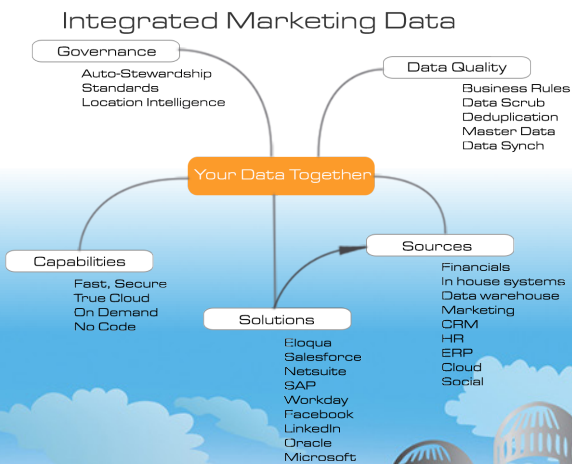 Integrated Marketing Data
Governance
Auto-Stewardship
Standards
Location Intelligence
Data Quality
Business Rules
Data Scrub
Deduplication
Master Data
Data Synch
Your Data Together
Capabilities
Fast, Secure
True Cloud
On Demand
No Code
Solutions
Eloqua
Salesforce
Netsuite
SAP
Workday
Facebook
LinkedIn
Oracle
Microsoft
Sources
Financials
In house systems
Data warehouse
Marketing
CRM
HR
ERP
Cloud
Social